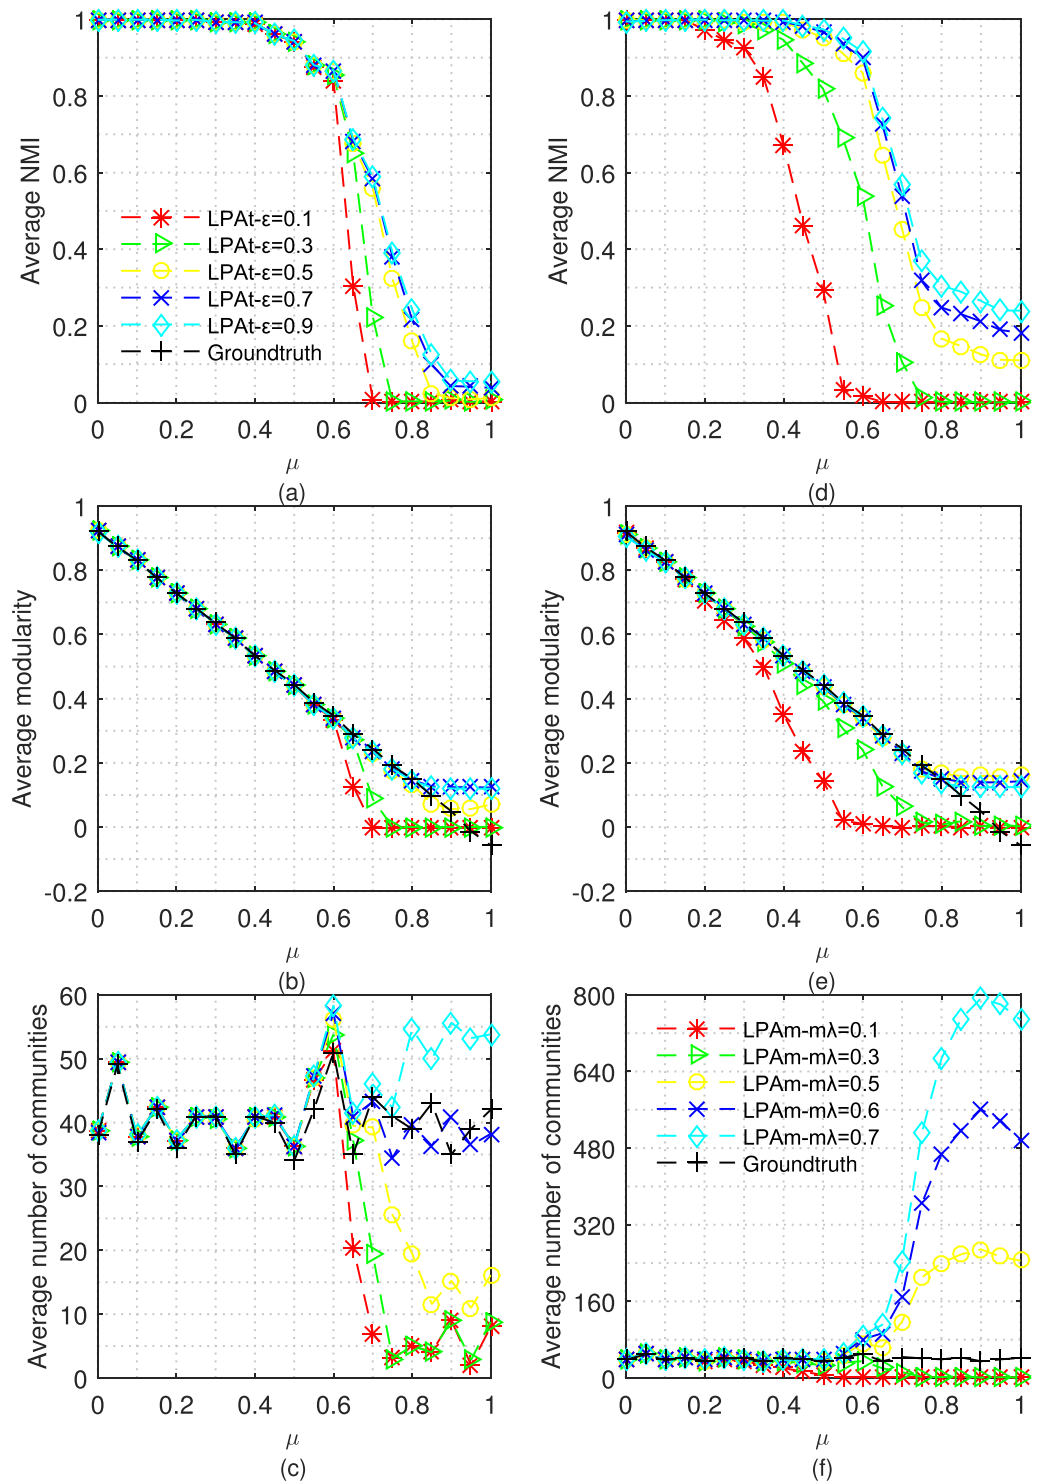 1
0.8
0.6
0.4
0.2
0
Average NMI
LPAt-ε=0.1
LPAt-ε=0.3
LPAt-ε=0.5
LPAt-ε=0.7
LPAt-ε=0.9
Groundtruth
0 0.2 0.4 0.6 0.8 1
μ
(a)
1
0.8
0.6
0.4
0.2
0
Average NMI
0 0.2 0.4 0.6 0.8 1
μ
(d)
1
0.8
0.6
0.4
0.2
0
-0.2
Average modularity
0 0.2 0.4 0.6 0.8 1
μ
(b)
1
0.8
0.6
0.4
0.2
0
-0.2
Average modularity
0 0.2 0.4 0.6 0.8 1
μ
(e)
60
50
40
30
20
10
0
Average number of communities
0 0.2 0.4 0.6 0.8 1
μ
(c)
800
640
480
320
160
0
Average number of communities
LPAm-mλ=0.1
LPAm-mλ=0.3
LPAm-mλ=0.5
LPAm-mλ=0.6
LPAm-mλ=0.7
Groundtruth
0 0.2 0.4 0.6 0.8 1
μ
(f)